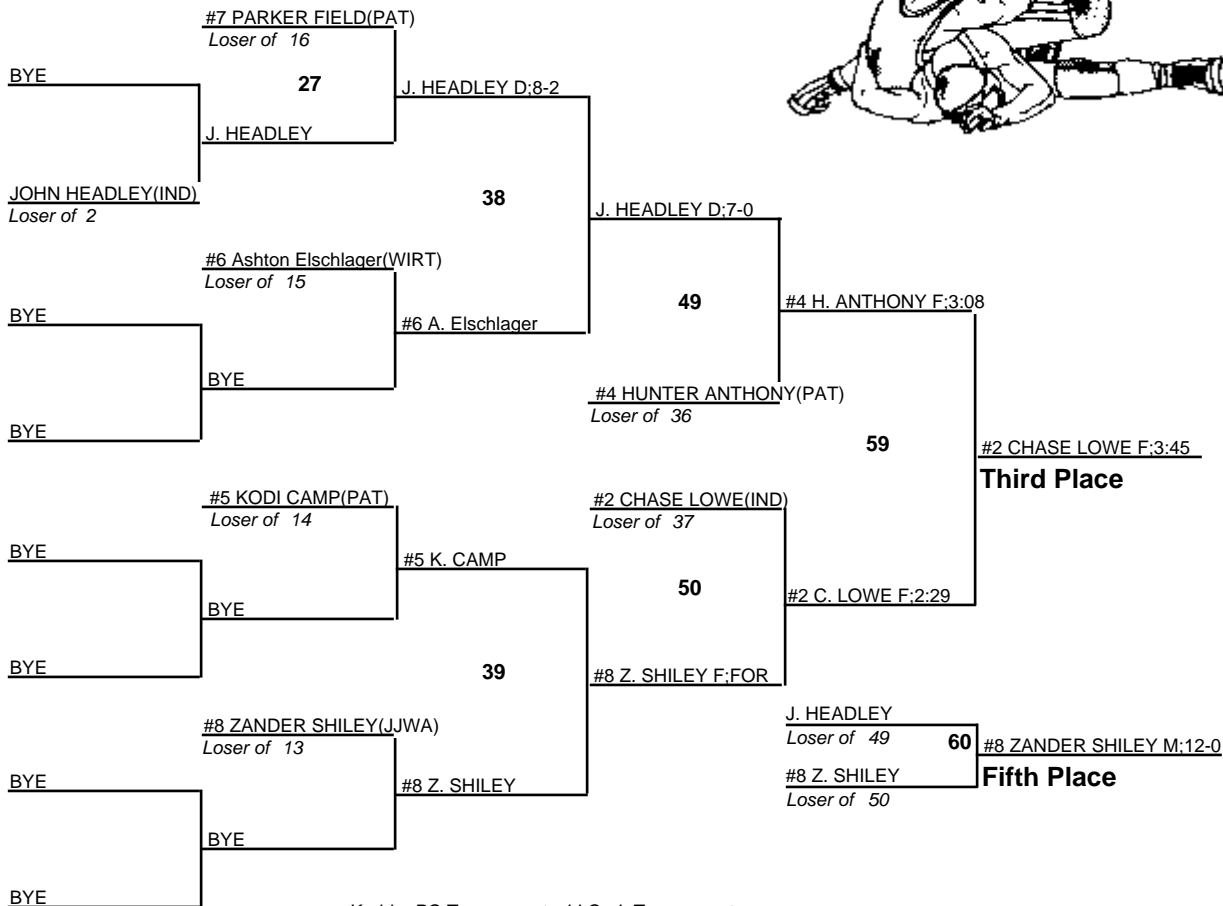 #7 PARKER FIELD(PAT)
Loser of 16
BYE
27
J. HEADLEY D;8-2
J. HEADLEY
JOHN HEADLEY(IND)
Loser of 2
38
J. HEADLEY D;7-0
#6 Ashton Elschlager(WIRT)
Loser of 15
BYE
#6 A. Elschlager
49
#4 H. ANTHONY F;3:08
BYE
#4 HUNTER ANTHONY(PAT)
Loser of 36
BYE
59
#2 CHASE LOWE F;3:45
Third Place
#5 KODI CAMP(PAT)
Loser of 14
#2 CHASE LOWE(IND)
Loser of 37
BYE
#5 K. CAMP
50
#2 C. LOWE F;2:29
BYE
BYE
39
#8 Z. SHILEY F;FOR
#8 ZANDER SHILEY(JJWA)
Loser of 13
J. HEADLEY
Loser of 49
60
#8 ZANDER SHILEY M;12-0
Fifth Place
BYE
#8 Z. SHILEY
#8 Z. SHILEY
Loser of 50
BYE
BYE